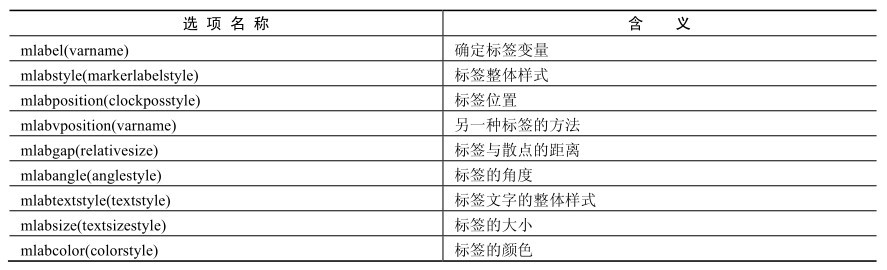 选项名称 含义
mlabel(varname) 确定标签变量
mlabstyle(markerlabelstyle) 标签整体样式
mlabposition(clockposstyle) 标签位置
mlabvposition(varname) 另一种标签的方法
mlabgap(relativesize) 标签与散点的距离
mlabangle(anglestyle) 标签的角度
mlabtextstyle(textstyle) 标签文字的整体样式
mlabsize(textsizestyle) 标签的大小
mlabcolor(colorstyle) 标签的颜色